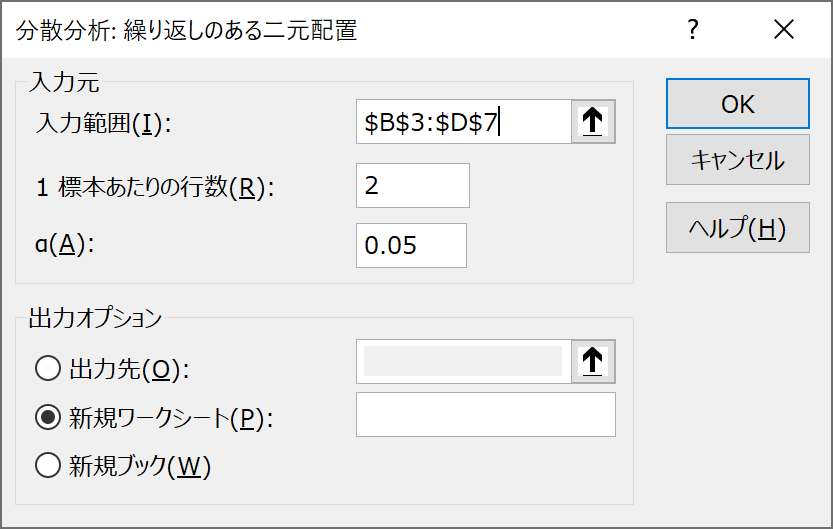 分散分析: 繰り返しのある二元配置
?
入力元
入力範囲(I):
$B$3:$D$7
1 標本あたりの行数(R):
2
α(A):
0.05
OK
キャンセル
ヘルプ(H)
出力オプション
出力先(O):
新規ワークシート(P):
新規ブック(W)